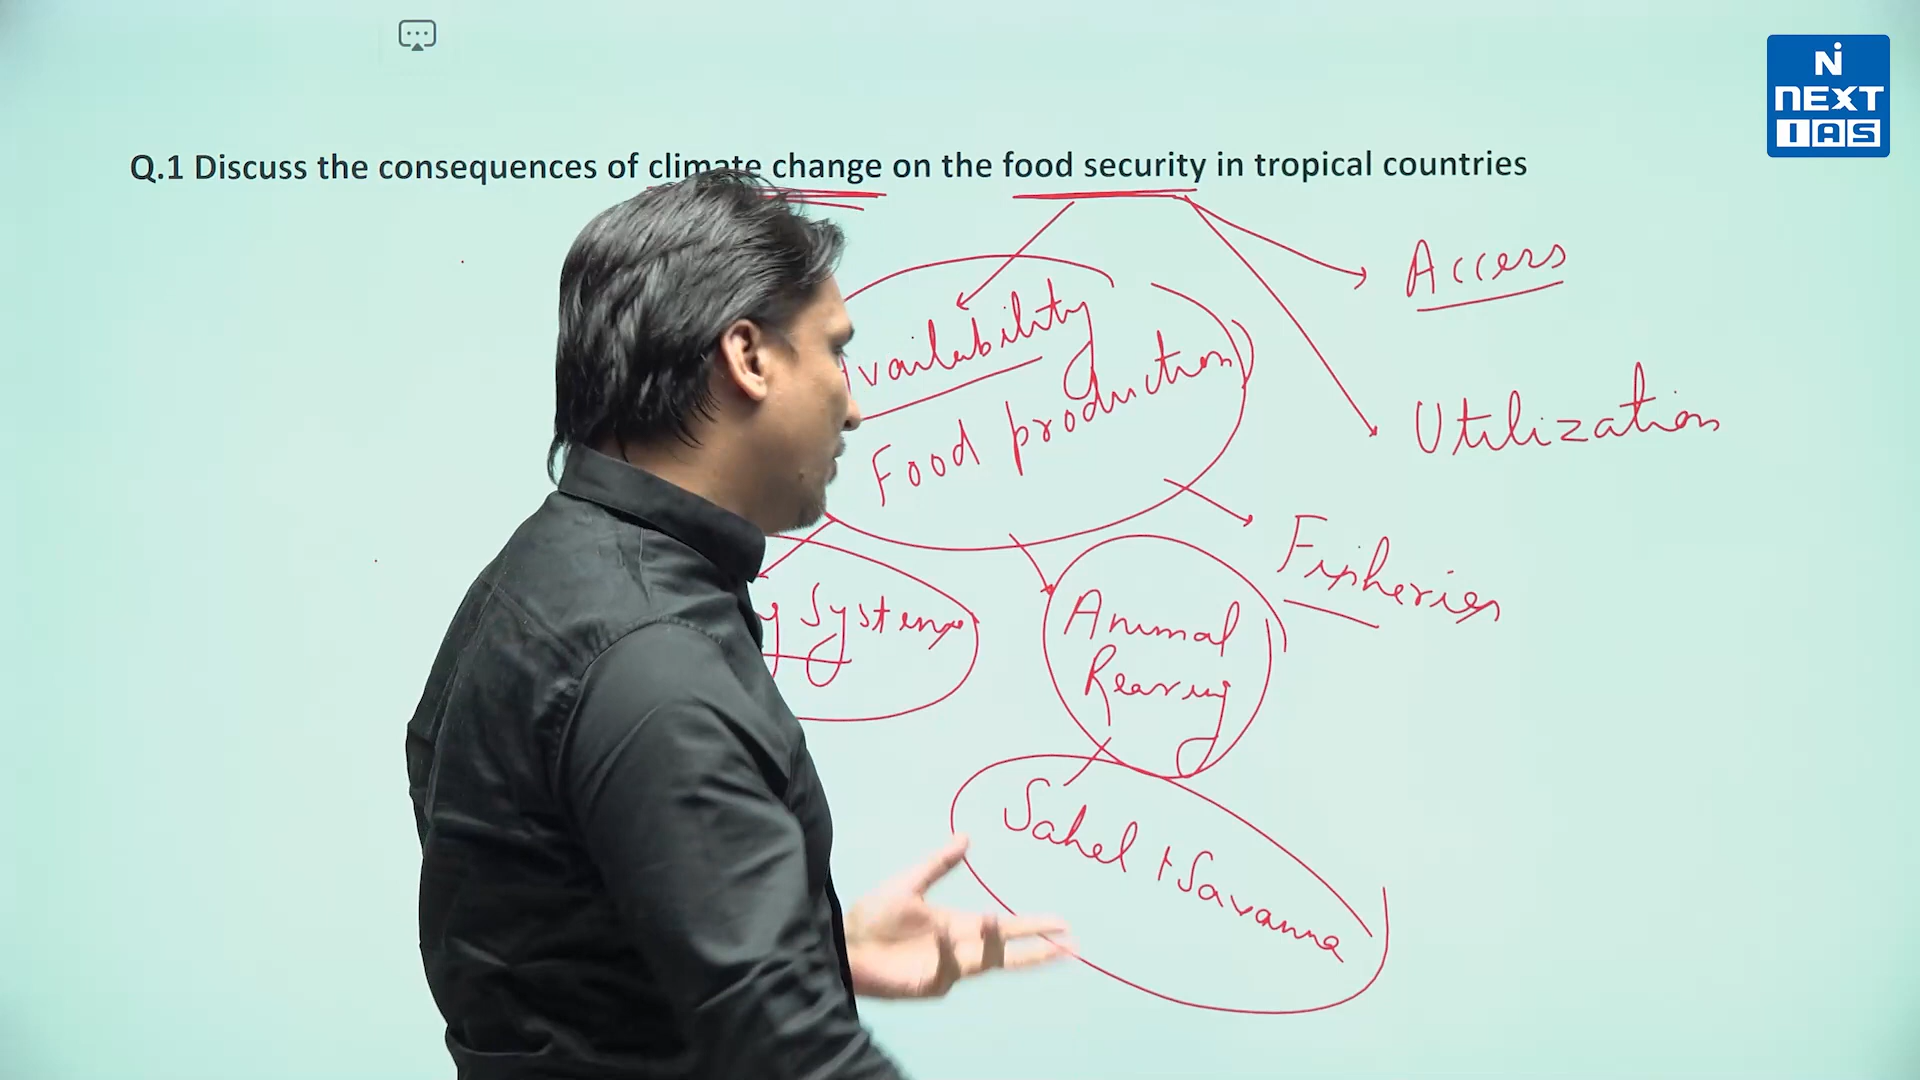 NEXT
IAS
Q.1 Discuss the consequences of climate change on the food security in tropical countries
Access
vailability
Utilization
Food production
Fisheries
y Systems
Animal
Rearing
Sahel + Savanna